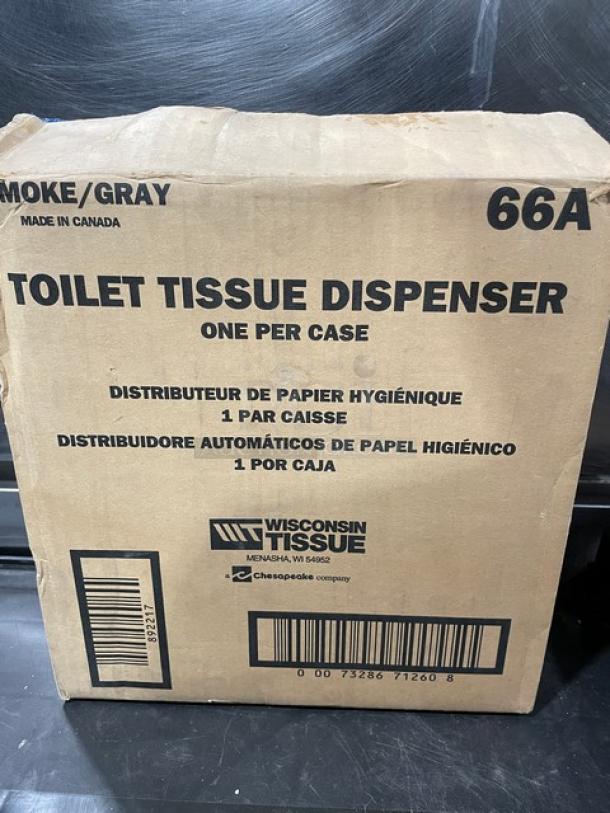 MOKE/GRAY
66A
MADE IN CANADA
TOILET TISSUE DISPENSER
ONE PER CASE
DISTRIBUTEUR DE PAPIER HYGIÉNIQUE
1 PAR CAISSE
DISTRIBUIDORE AUTOMÁTICOS DE PAPEL HIGIÉNICO
1 POR CAJA
WT WISCONSIN
TISSUE
MENASHA, WI 54952
a Chesapeake company
892217
0 00 73286 71260 8